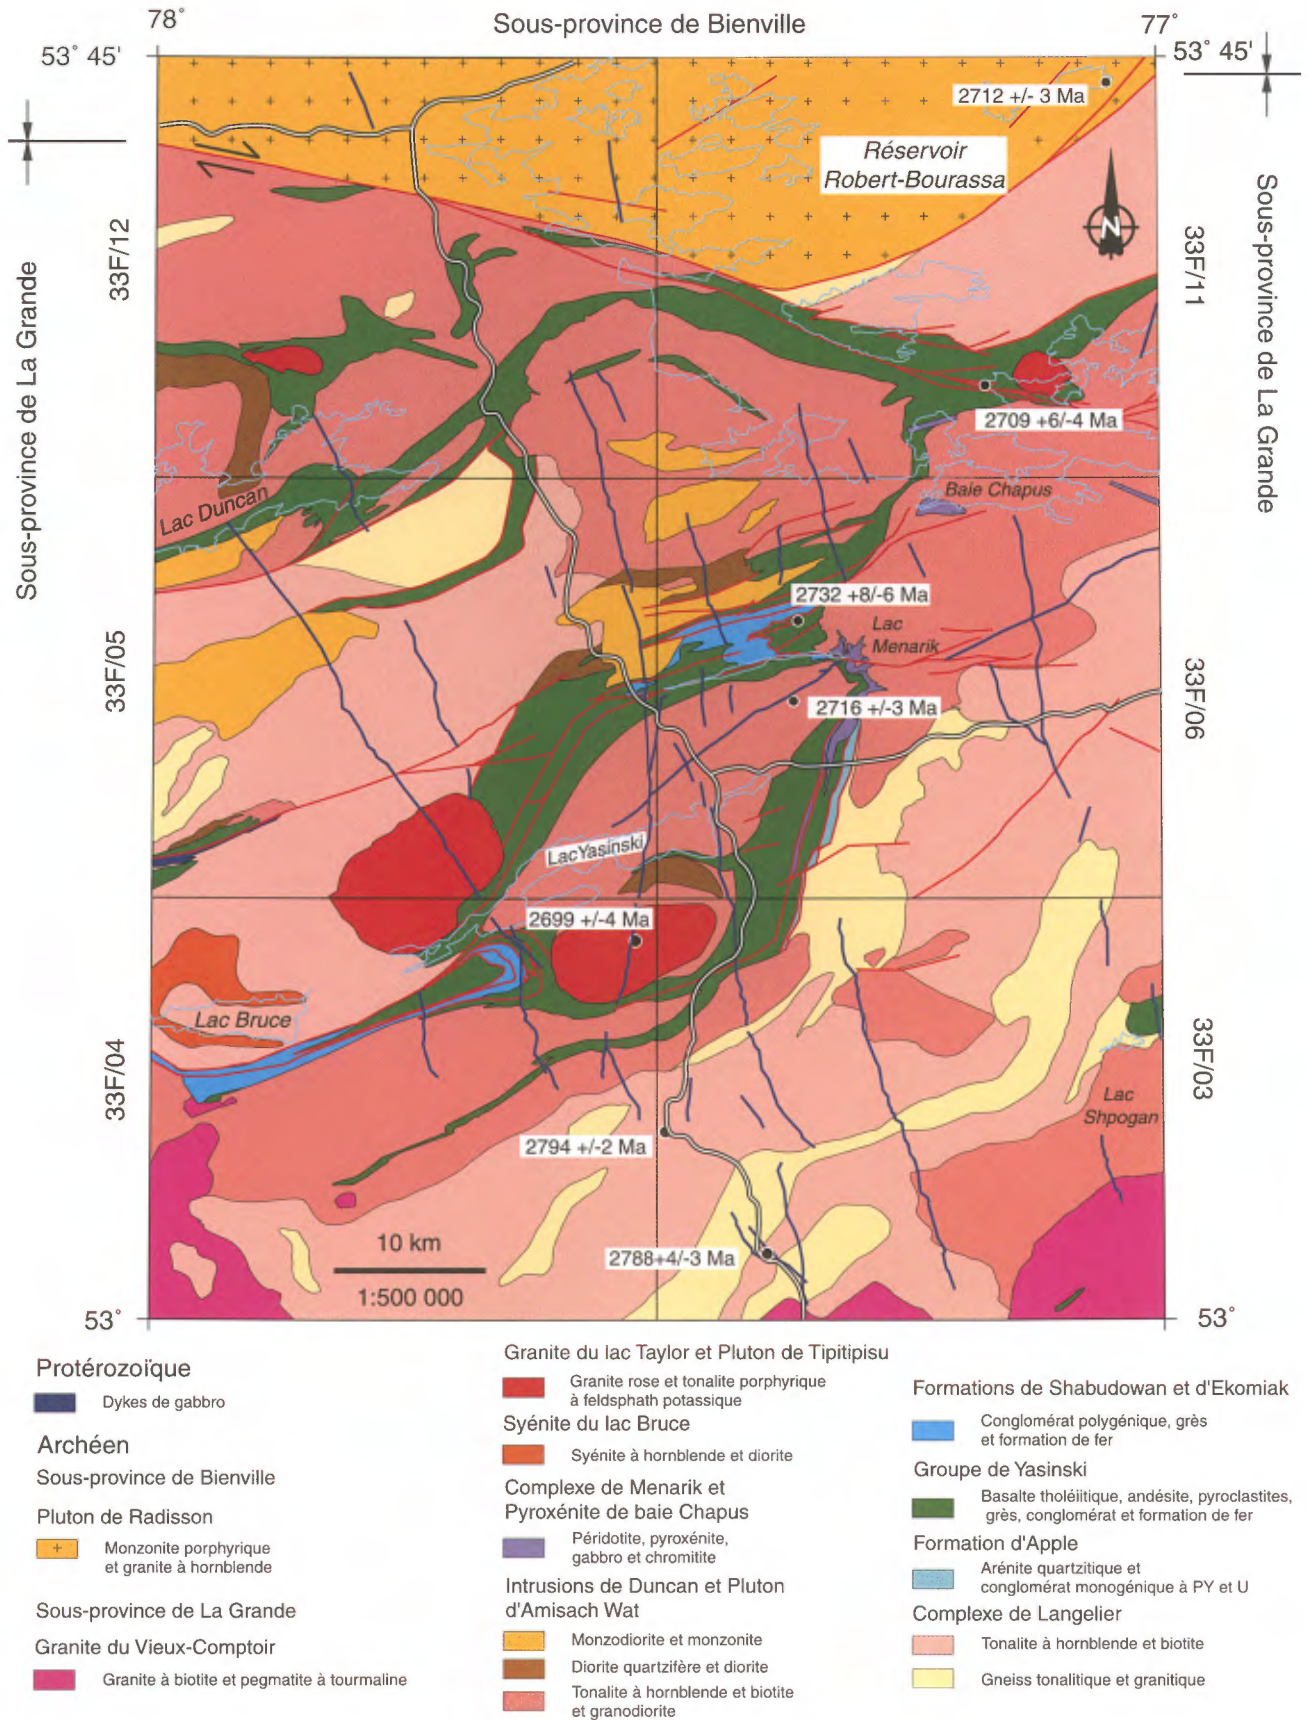 78°
Sous-province de Bienville
77°
53° 45'
53° 45'
2712 +/- 3 Ma
Réservoir
Robert-Bourassa
N
33F/12
33F/11
Sous-province de La Grande
Sous-province de La Grande
2709 +6/-4 Ma
Lac Duncan
Baie Chapus
2732 +8/-6 Ma
Lac
Menarik
33F/05
33F/06
2716 +/-3 Ma
Lac Yasinski
2699 +/-4 Ma
Lac Bruce
33F/04
33F/03
Lac
Shpogan
2794 +/-2 Ma
10 km
2788+4/-3 Ma
1:500 000
53°
53°
Protérozoïque
Dykes de gabbro
Archéen
Sous-province de Bienville
Pluton de Radisson
Monzonite porphyrique
et granite à hornblende
Sous-province de La Grande
Granite du Vieux-Comptoir
Granite à biotite et pegmatite à tourmaline
Granite du lac Taylor et Pluton de Tipitipisu
Granite rose et tonalite porphyrique
à feldsphath potassique
Syénite du lac Bruce
Syénite à hornblende et diorite
Complexe de Menarik et
Pyroxénite de baie Chapus
Péridotite, pyroxénite,
gabbro et chromitite
Intrusions de Duncan et Pluton
d'Amisach Wat
Monzodiorite et monzonite
Diorite quartzifère et diorite
Tonalite à hornblende et biotite
et granodiorite
Formations de Shabudowan et d'Ekomiak
Conglomérat polygénique, grès
et formation de fer
Groupe de Yasinski
Basalte tholéiitique, andésite, pyroclastites,
grès, conglomérat et formation de fer
Formation d'Apple
Arénite quartzitique et
conglomérat monogénique à PY et U
Complexe de Langelier
Tonalite à hornblende et biotite
Gneiss tonalitique et granitique